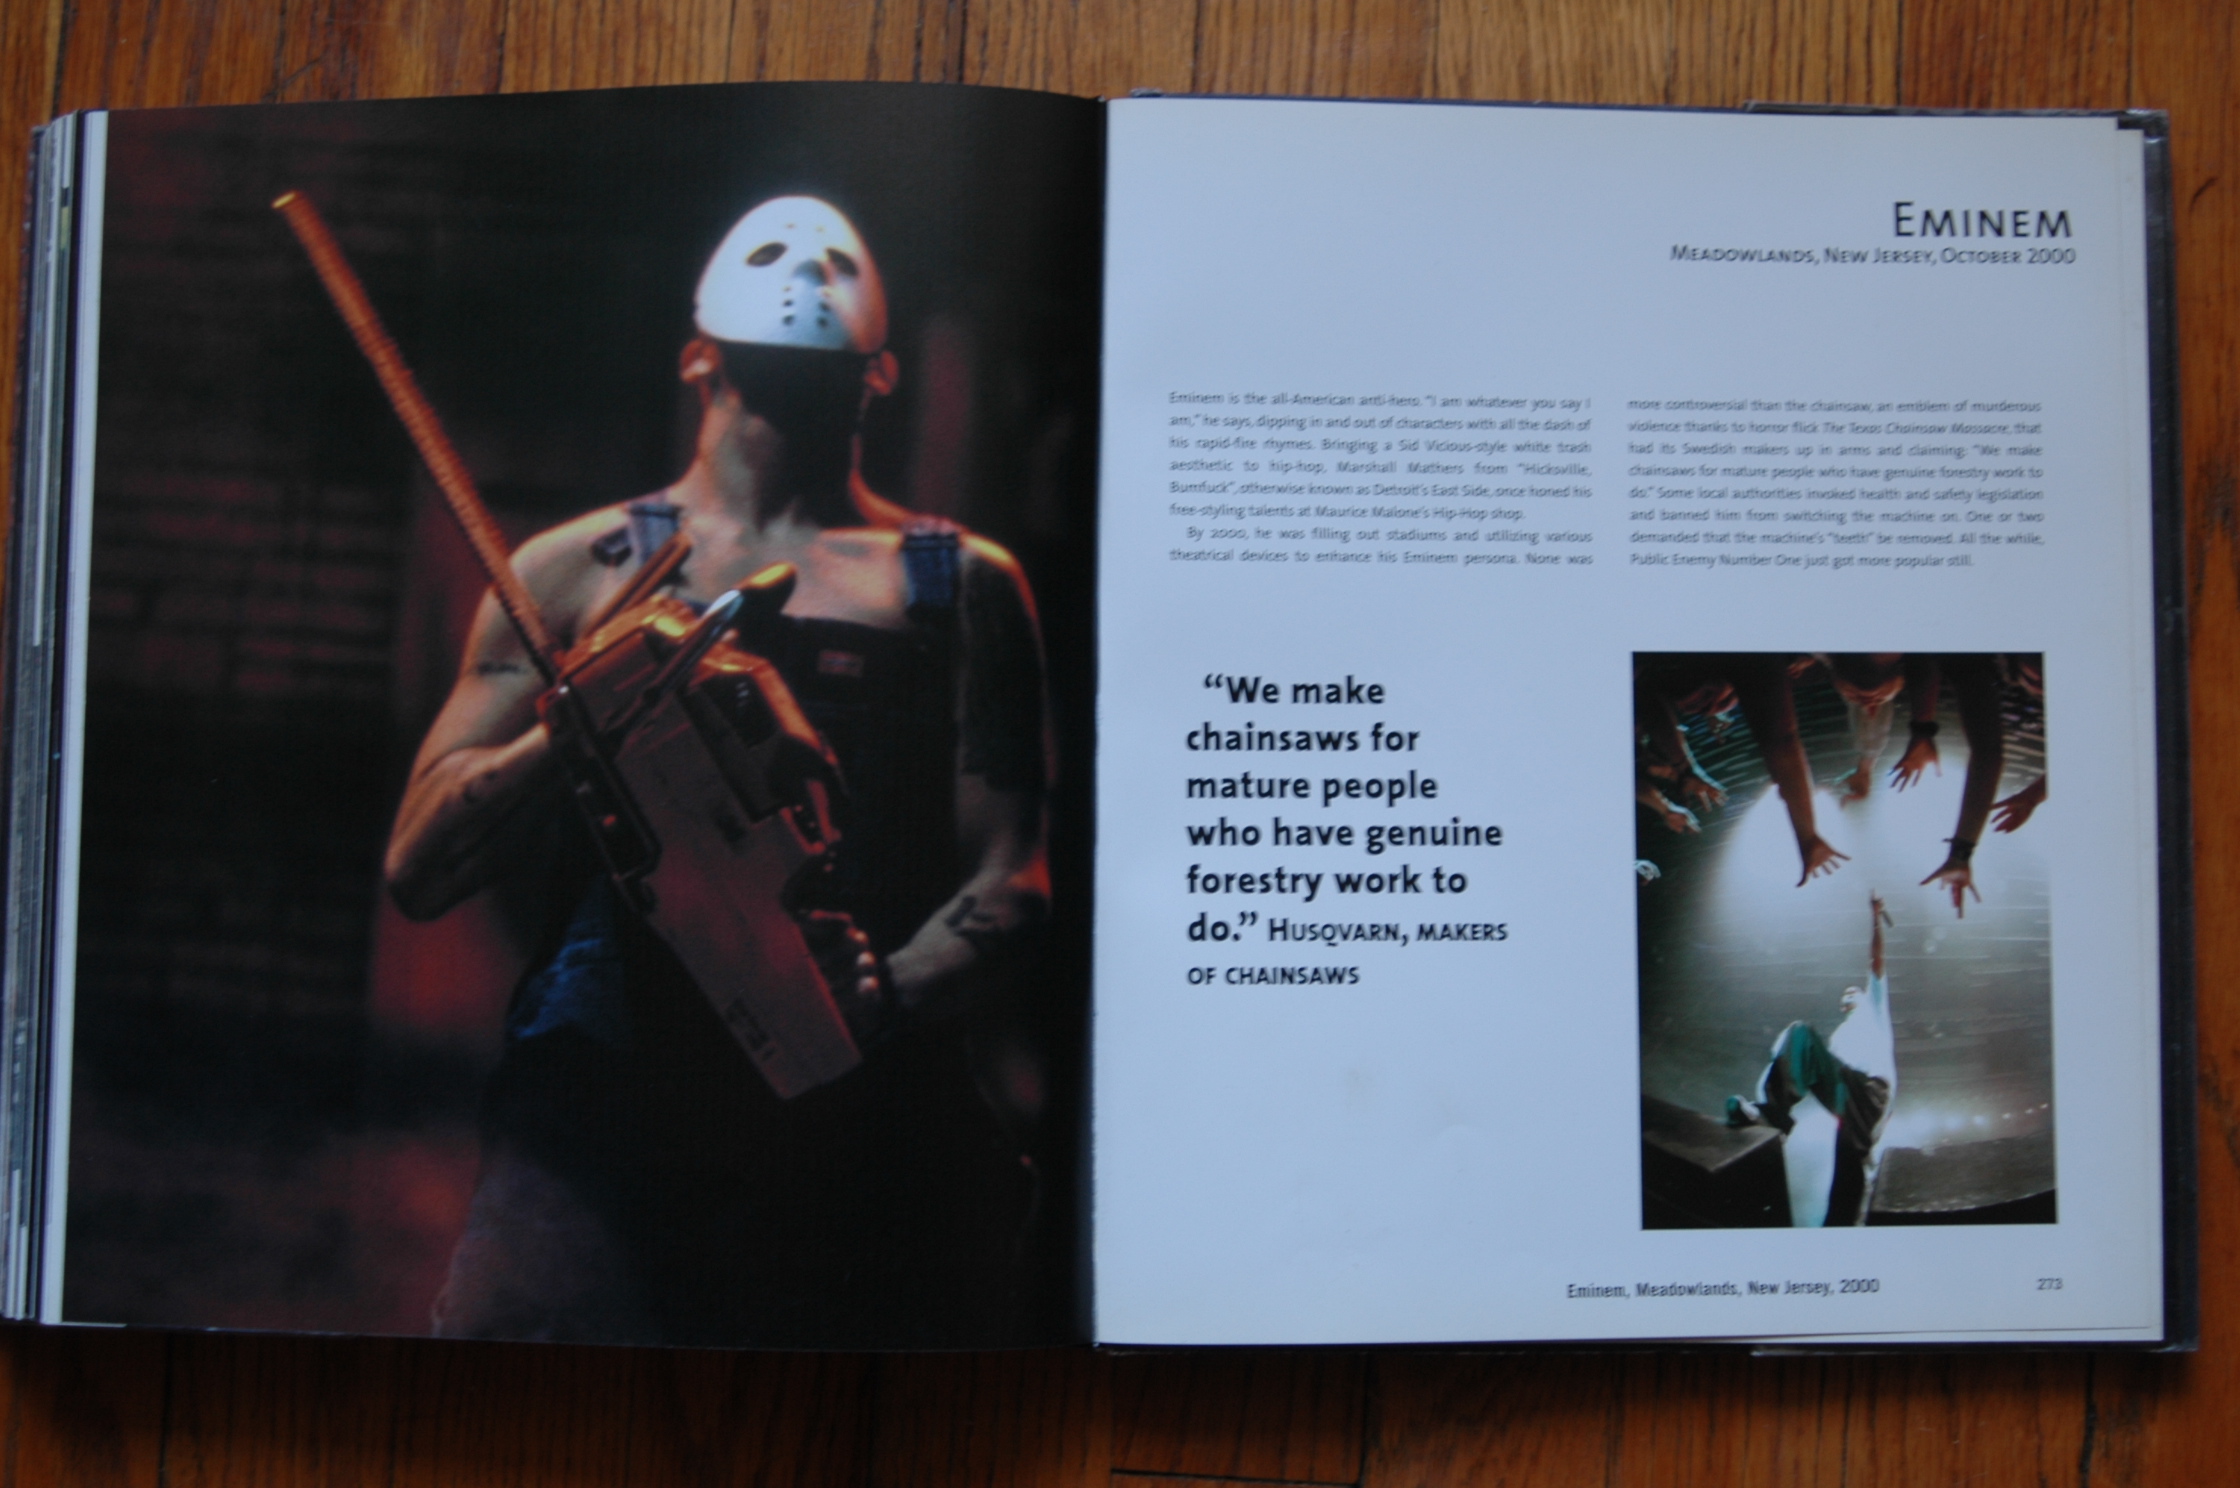 EMINEM
MEADOWLANDS, NEW JERSEY, OCTOBER 2000
Eminem is the all-American anti-hero. "I am whatever you say I
am," he says, dipping in and out of characters with all the dash of
his rapid-fire rhymes. Bringing a Sid Vicious-style white trash
aesthetic to hip-hop, Marshall Mathers from "Hicksville,
Bumfuck", otherwise known as Detroit's East Side, once honed his
free-styling talents at Maurice Malone's Hip-Hop shop.
By 2000, he was filling out stadiums and utilizing various
theatrical devices to enhance his Eminem persona. None was
more controversial than the chainsaw, an emblem of murderous
violence thanks to horror flick The Texas Chainsaw Massacre, that
had its Swedish makers up in arms and claiming: "We make
chainsaws for mature people who have genuine forestry work to
do." Some local authorities invoked health and safety legislation
and banned him from switching the machine on. One or two
demanded that the machine's "teeth" be removed. All the while,
Public Enemy Number One just got more popular still.
“We make
chainsaws for
mature people
who have genuine
forestry work to
do.” HUSQVARN, MAKERS
OF CHAINSAWS
Eminem, Meadowlands, New Jersey, 2000
273